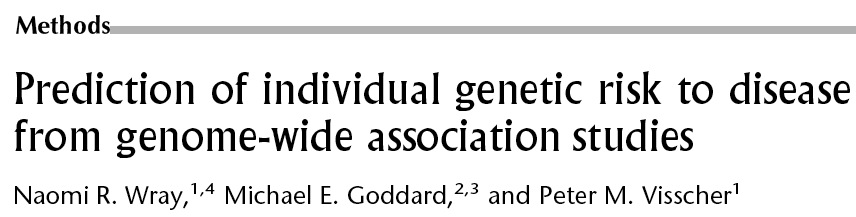 Methods
Prediction of individual genetic risk to disease
from genome-wide association studies
Naomi R. Wray,1,4 Michael E. Goddard,2,3 and Peter M. Visscher1